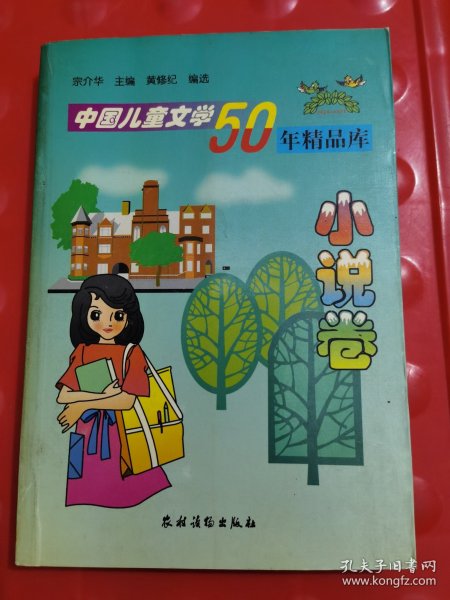 宗介华 主编 黄修纪 编选
中国儿童文学50年精品库
小说卷
农村读物出版社
孔夫子旧书网
www.kongfz.com